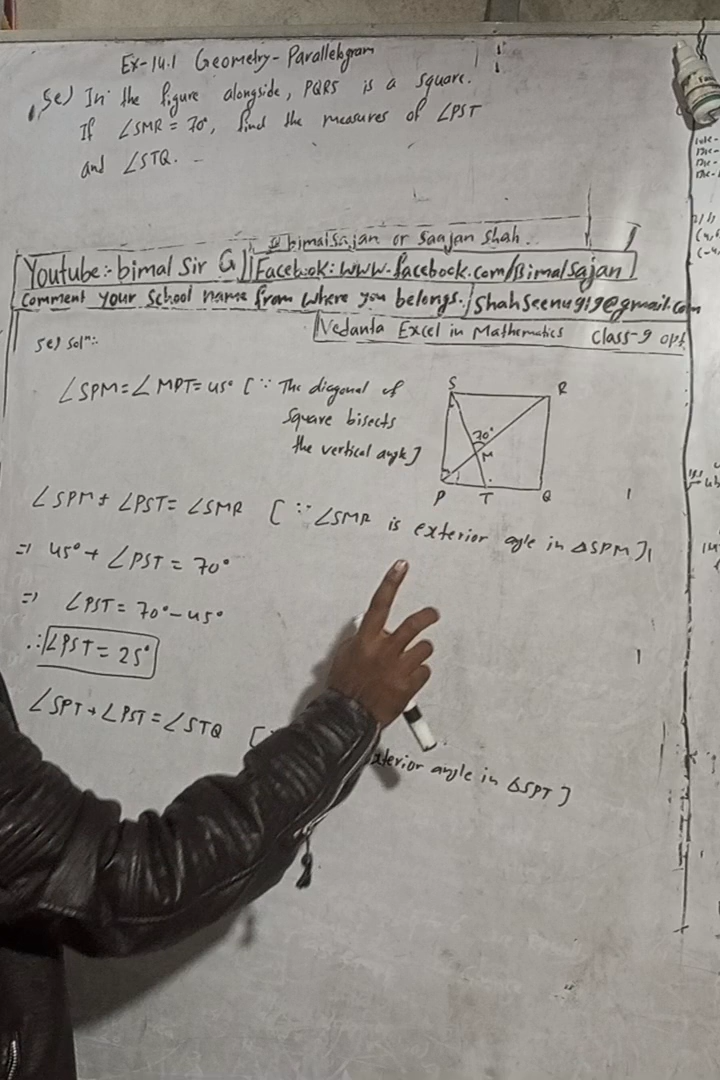 Ex-14.1 Geometry-Parallelogram
5e) In the figure alongside, PQRS is a square.
If ∠SMR = 70°, find the measures of ∠PST
and ∠STQ.
bimalsajan or Saajan Shah.
Youtube:- bimal Sir G
Facebook: www.facebook.com/Bimalsajan
Comment your School name from where you belongs.
shahseenu919@gmail.com
Vedanta Excel in Mathematics Class-9 opt
5e) solⁿ:-
∠SPM = ∠MPT = 45° [∵ The diagonal of
square bisects
the vertical angle]
S R
70°
M
P T Q
∠SPM + ∠PST = ∠SMR [∵ ∠SMR is exterior agle in ΔSPM]
⇒ 45° + ∠PST = 70°
⇒ ∠PST = 70° - 45°
∴ ∠PST = 25°
∠SPT + ∠PST = ∠STQ [
xterior angle in ΔSPT]